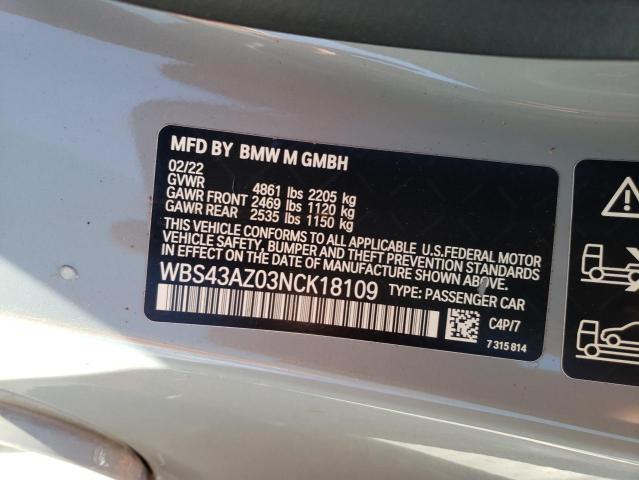 MFD BY BMW M GMBH
02/22
GVWR 4861 lbs 2205 kg
GAWR FRONT 2469 lbs 1120 kg
GAWR REAR 2535 lbs 1150 kg
THIS VEHICLE CONFORMS TO ALL APPLICABLE U.S.FEDERAL MOTOR
VEHICLE SAFETY, BUMPER AND THEFT PREVENTION STANDARDS
IN EFFECT ON THE DATE OF MANUFACTURE SHOWN ABOVE.
WBS43AZ03NCK18109 TYPE: PASSENGER CAR
C4P/7
7 315 814